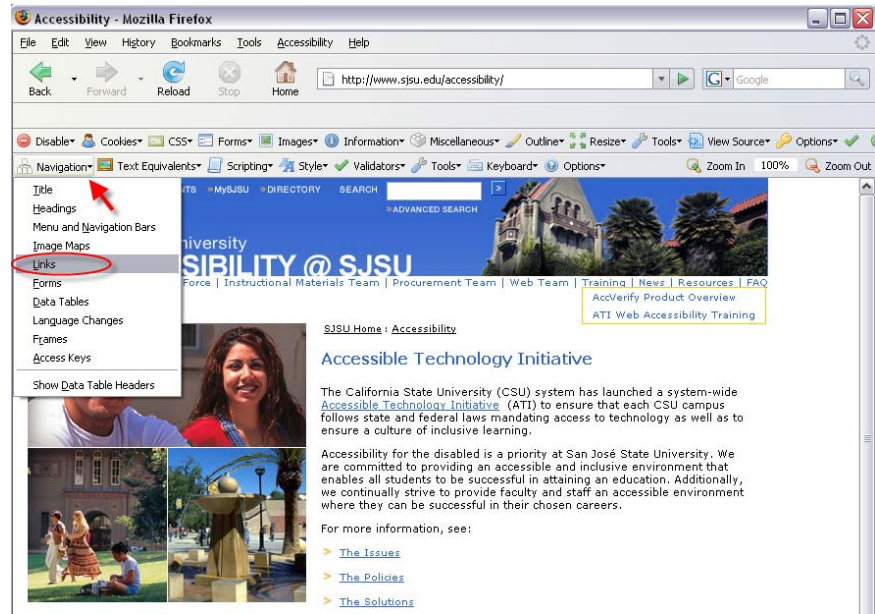 Accessibility - Mozilla Firefox
File Edit View History Bookmarks Tools Accessibility Help
Back Forward Reload Stop Home http://www.sjsu.edu/accessibility/ G Google
Disable Cookies CSS Forms Images Information Miscellaneous Outline Resize Tools View Source Options
Navigation Text Equivalents Scripting Style Validators Tools Keyboard Options Zoom In 100% Zoom Out
Title
Headings
Menu and Navigation Bars
Image Maps
Links
Forms
Data Tables
Language Changes
Frames
Access Keys
Show Data Table Headers
NTS »MySJSU »DIRECTORY SEARCH »
»ADVANCED SEARCH
niversity
SIBILITY @ SJSU
Force | Instructional Materials Team | Procurement Team | Web Team | Training | News | Resources | FAQ
AccVerify Product Overview
ATI Web Accessibility Training
SJSU Home : Accessibility
Accessible Technology Initiative
The California State University (CSU) system has launched a system-wide
Accessible Technology Initiative (ATI) to ensure that each CSU campus
follows state and federal laws mandating access to technology as well as to
ensure a culture of inclusive learning.
Accessibility for the disabled is a priority at San José State University. We
are committed to providing an accessible and inclusive environment that
enables all students to be successful in attaining an education. Additionally,
we continually strive to provide faculty and staff an accessible environment
where they can be successful in their chosen careers.
For more information, see:
> The Issues
> The Policies
> The Solutions